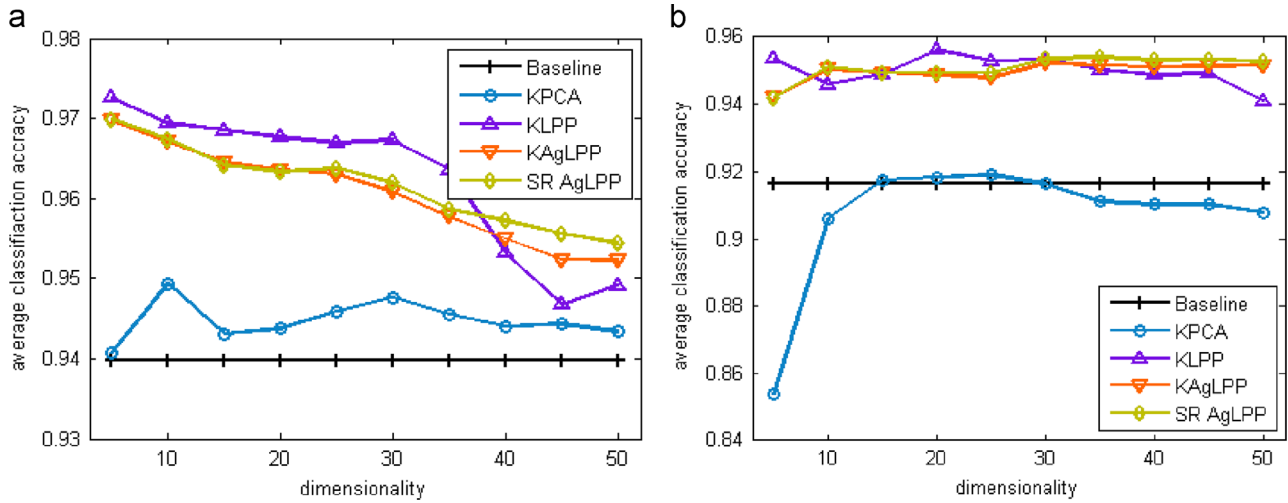 a
0.98
0.97
0.96
0.95
0.94
0.93
average classifiaction accracy
10
20
30
40
50
dimensionality
Baseline
KPCA
KLPP
KAgLPP
SR AgLPP
b
0.96
0.94
0.92
0.9
0.88
0.86
0.84
average classification accuracy
10
20
30
40
50
dimensionality
Baseline
KPCA
KLPP
KAgLPP
SR AgLPP